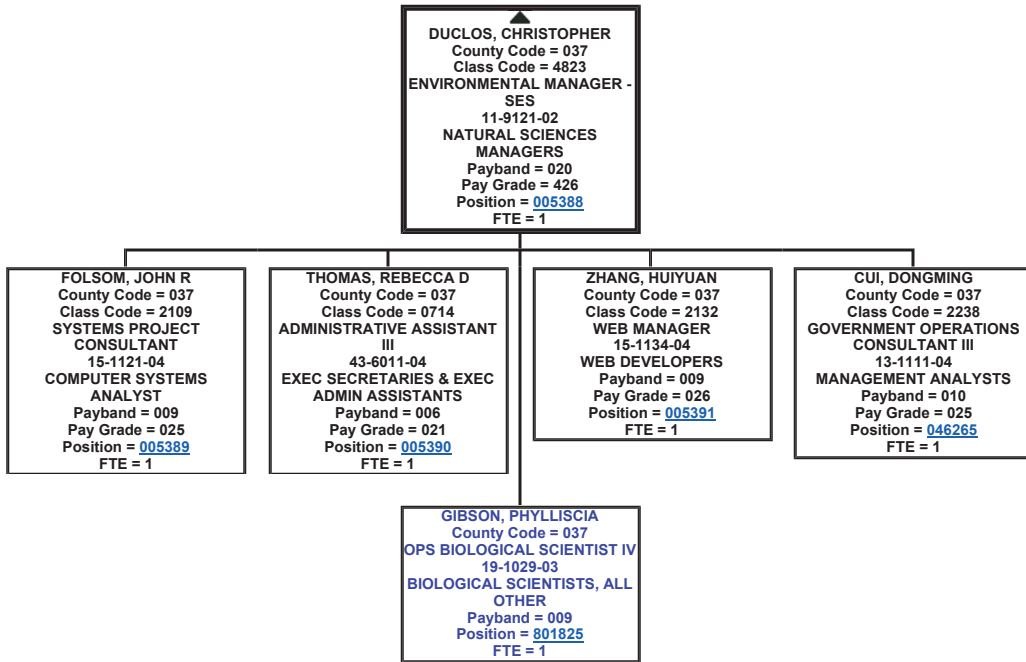 DUCLOS, CHRISTOPHER
County Code = 037
Class Code = 4823
ENVIRONMENTAL MANAGER -
SES
11-9121-02
NATURAL SCIENCES
MANAGERS
Payband = 020
Pay Grade = 426
Position = 005388
FTE = 1
FOLSOM, JOHN R
County Code = 037
Class Code = 2109
SYSTEMS PROJECT
CONSULTANT
15-1121-04
COMPUTER SYSTEMS
ANALYST
Payband = 009
Pay Grade = 025
Position = 005389
FTE = 1
THOMAS, REBECCA D
County Code = 037
Class Code = 0714
ADMINISTRATIVE ASSISTANT
III
43-6011-04
EXEC SECRETARIES & EXEC
ADMIN ASSISTANTS
Payband = 006
Pay Grade = 021
Position = 005390
FTE = 1
ZHANG, HUIYUAN
County Code = 037
Class Code = 2132
WEB MANAGER
15-1134-04
WEB DEVELOPERS
Payband = 009
Pay Grade = 026
Position = 005391
FTE = 1
CUI, DONGMING
County Code = 037
Class Code = 2238
GOVERNMENT OPERATIONS
CONSULTANT III
13-1111-04
MANAGEMENT ANALYSTS
Payband = 010
Pay Grade = 025
Position = 046265
FTE = 1
GIBSON, PHYLLISCIA
County Code = 037
OPS BIOLOGICAL SCIENTIST IV
19-1029-03
BIOLOGICAL SCIENTISTS, ALL
OTHER
Payband = 009
Position = 801825
FTE = 1